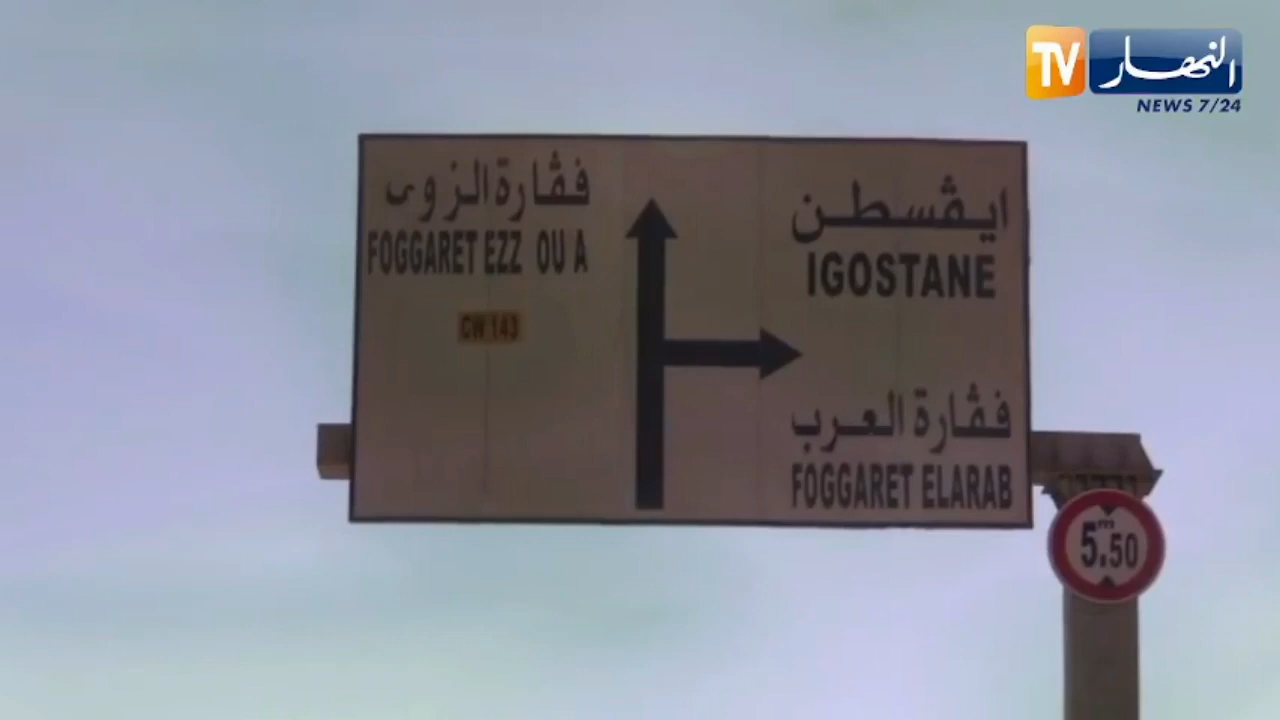 TV النهار
NEWS 7/24
فڨارة الزوى
FOGGARET EZZ OU A
CW 143
ايڨسطن
IGOSTANE
فڨارة العرب
FOGGARET ELARAB
5.50